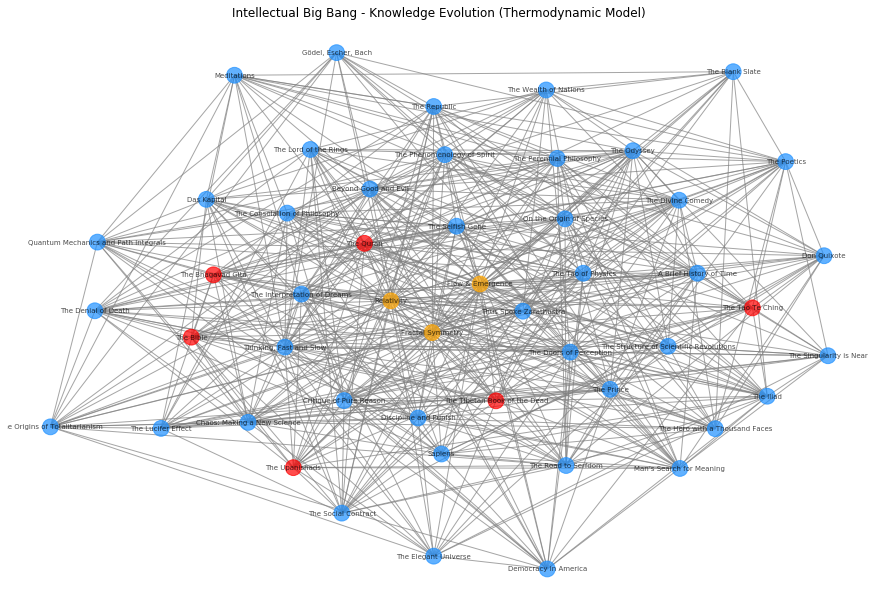 Intellectual Big Bang - Knowledge Evolution (Thermodynamic Model)
Gödel, Escher, Bach
Meditations
The Blank Slate
The Wealth of Nations
The Republic
The Lord of the Rings
The Phenomenology of Spirit
The Perennial Philosophy
The Odyssey
The Poetics
Beyond Good and Evil
Das Kapital
The Consolation of Philosophy
The Divine Comedy
On the Origin of Species
The Selfish Gene
Quantum Mechanics and Path Integrals
The Quran
Don Quixote
The Bhagavad Gita
The Tao of Physics
A Brief History of Time
Flow & Emergence
The Interpretation of Dreams
Relativity
The Denial of Death
Thus Spoke Zarathustra
The Tao Te Ching
Fractal Symmetry
The Bible
Thinking, Fast and Slow
The Doors of Perception
The Structure of Scientific Revolutions
The Singularity is Near
The Prince
The Iliad
Critique of Pure Reason
The Tibetan Book of the Dead
Discipline and Punish
e Origins of Totalitarianism
The Lucifer Effect
Chaos: Making a New Science
The Hero with a Thousand Faces
Sapiens
The Upanishads
The Road to Serfdom
Man's Search for Meaning
The Social Contract
The Elegant Universe
Democracy in America